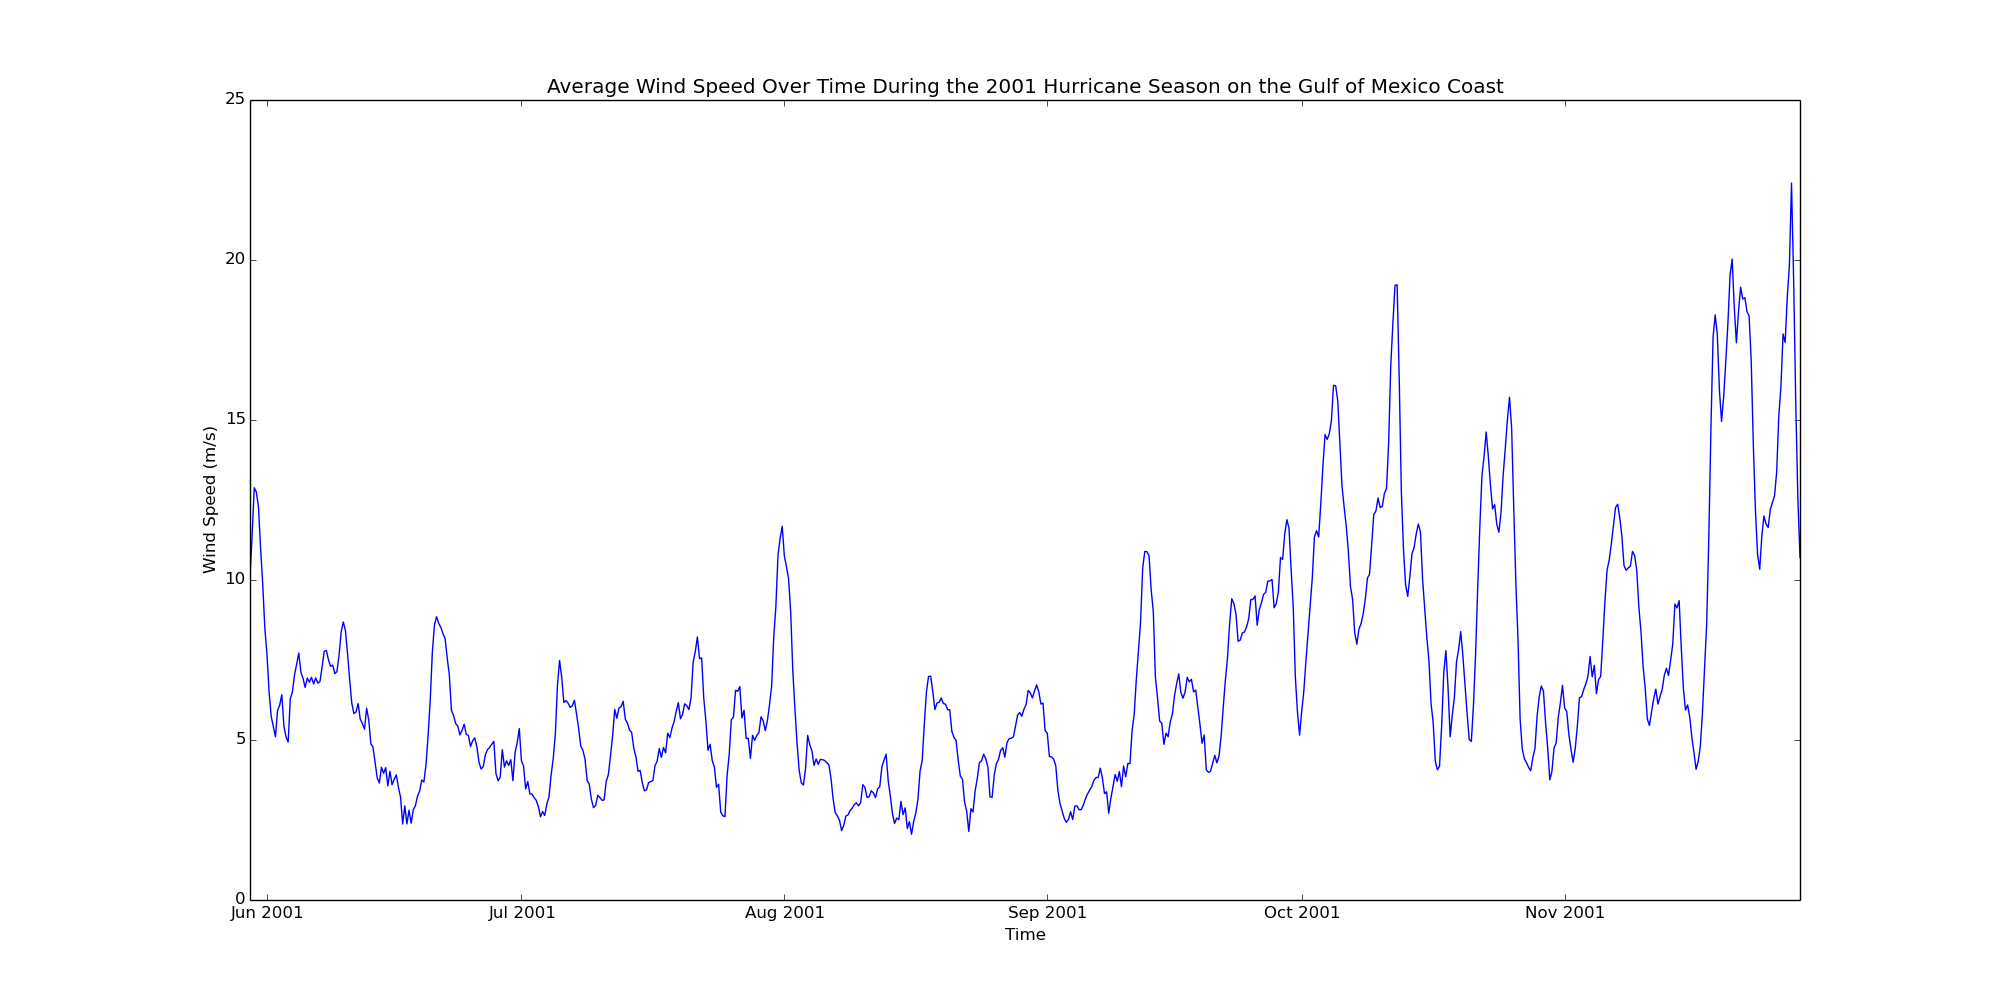 Average Wind Speed Over Time During the 2001 Hurricane Season on the Gulf of Mexico Coast
25
20
15
10
5
0
Wind Speed (m/s)
Jun 2001
Jul 2001
Aug 2001
Sep 2001
Oct 2001
Nov 2001
Time